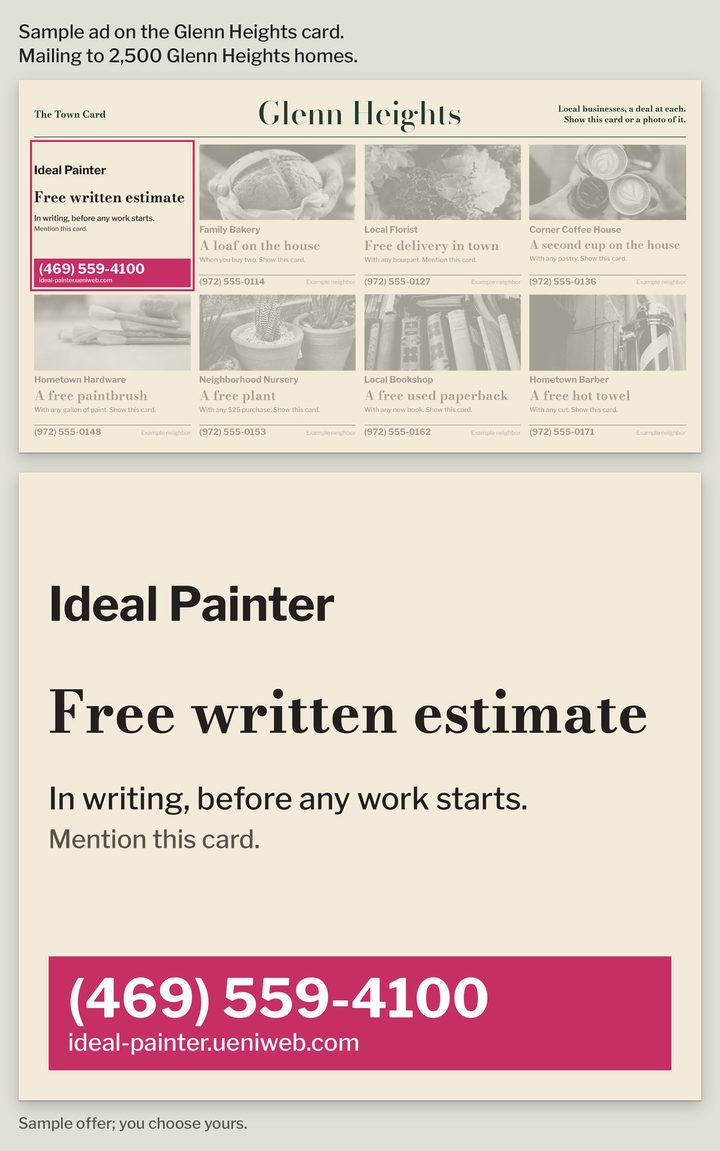 Sample ad on the Glenn Heights card.
Mailing to 2,500 Glenn Heights homes.
The Town Card
Glenn Heights
Local businesses, a deal at each.
Show this card or a photo of it.
Ideal Painter
Free written estimate
In writing, before any work starts.
Mention this card.
(469) 559-4100
ideal-painter.ueniweb.com
Family Bakery
A loaf on the house
When you buy two. Show this card.
(972) 555-0114 Example neighbor
Local Florist
Free delivery in town
With any bouquet. Mention this card.
(972) 555-0127 Example neighbor
Corner Coffee House
A second cup on the house
With any pastry. Show this card.
(972) 555-0136 Example neighbor
Hometown Hardware
A free paintbrush
With any gallon of paint. Show this card.
(972) 555-0148 Example neighbor
Neighborhood Nursery
A free plant
With any $25 purchase. Show this card.
(972) 555-0153 Example neighbor
Local Bookshop
A free used paperback
With any new book. Show this card.
(972) 555-0162 Example neighbor
Hometown Barber
A free hot towel
With any cut. Show this card.
(972) 555-0171 Example neighbor
Ideal Painter
Free written estimate
In writing, before any work starts.
Mention this card.
(469) 559-4100
ideal-painter.ueniweb.com
Sample offer; you choose yours.